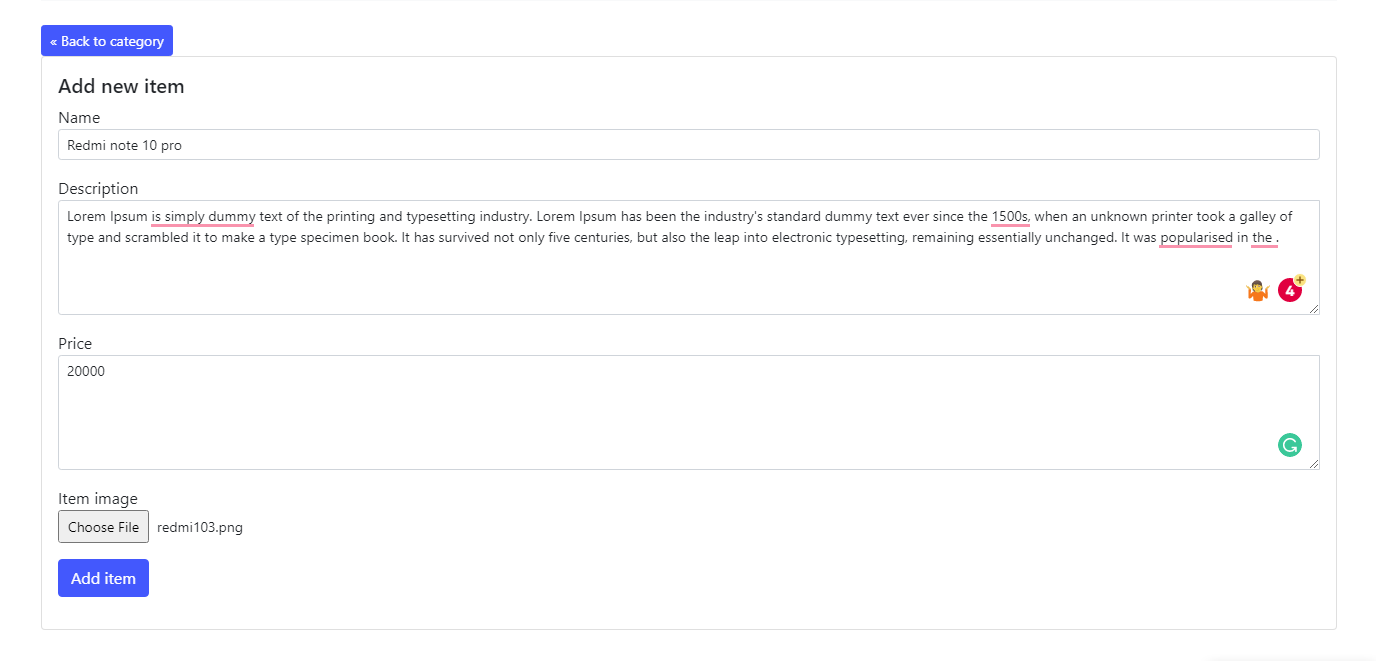 « Back to category
Add new item
Name
Redmi note 10 pro
Description
Lorem Ipsum is simply dummy text of the printing and typesetting industry. Lorem Ipsum has been the industry's standard dummy text ever since the 1500s, when an unknown printer took a galley of
type and scrambled it to make a type specimen book. It has survived not only five centuries, but also the leap into electronic typesetting, remaining essentially unchanged. It was popularised in the .
4
+
Price
20000
Item image
Choose File redmi103.png
Add item